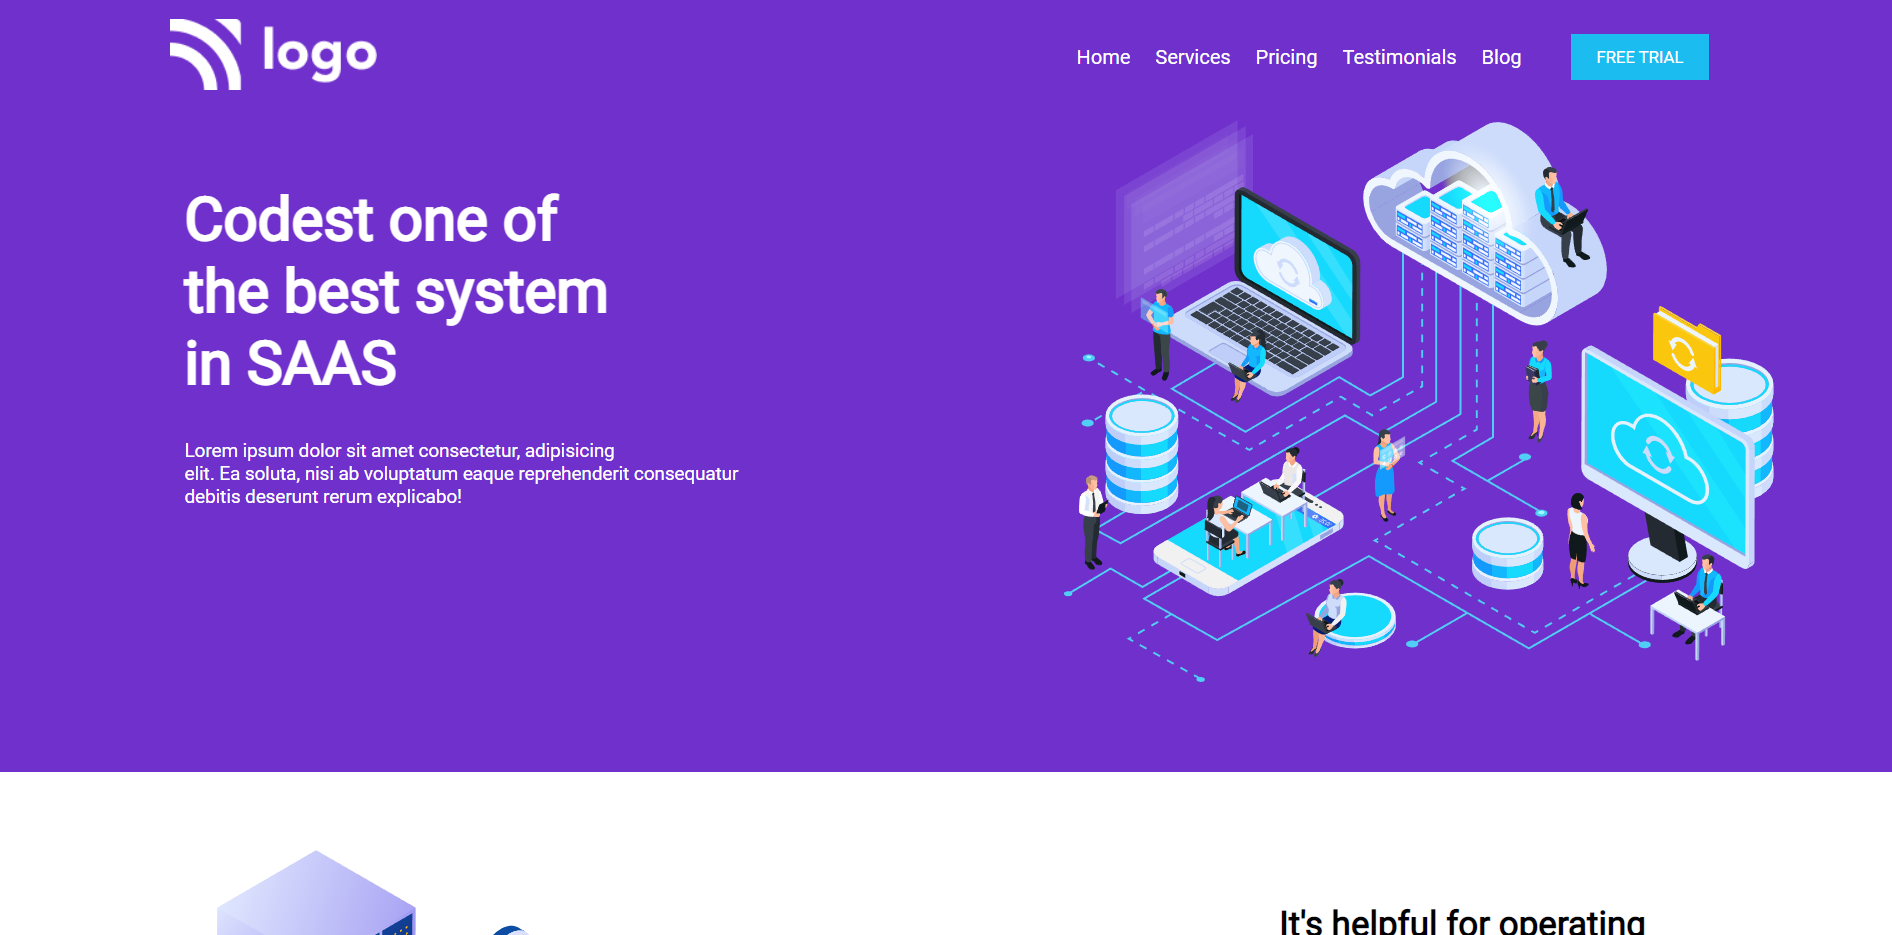 logo
Home Services Pricing Testimonials Blog FREE TRIAL
Codest one of
the best system
in SAAS
Lorem ipsum dolor sit amet consectetur, adipisicing
elit. Ea soluta, nisi ab voluptatum eaque reprehenderit consequatur
debitis deserunt rerum explicabo!
It's helpful for operating